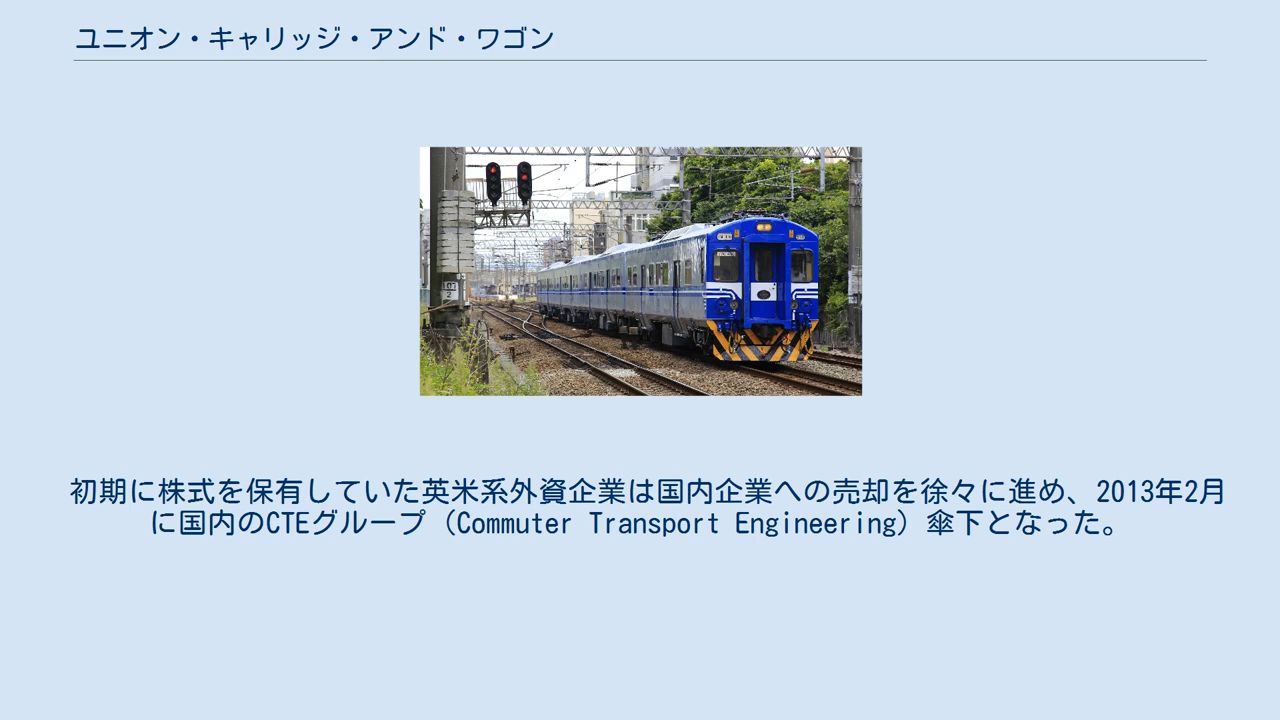 ユニオン・キャリッジ・アンド・ワゴン
初期に株式を保有していた英米系外資企業は国内企業への売却を徐々に進め、2013年2月
に国内のCTEグループ（Commuter Transport Engineering）傘下となった。